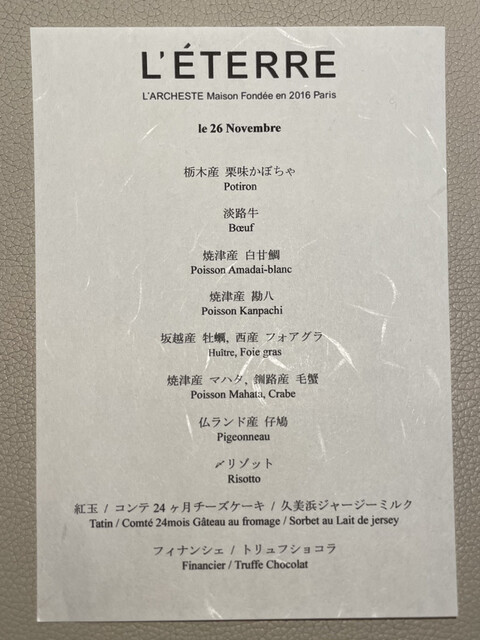 L'ÉTERRE
L'ARCHESTE Maison Fondée en 2016 Paris
le 26 Novembre
栃木産 栗味かぼちゃ
Potiron
淡路牛
Bœuf
焼津産 白甘鯛
Poisson Amadai-blanc
焼津産 勘八
Poisson Kanpachi
坂越産 牡蠣, 西産 フォアグラ
Huître, Foie gras
焼津産 マハタ, 釧路産 毛蟹
Poisson Mahata, Crabe
仏ランド産 仔鳩
Pigeonneau
〆リゾット
Risotto
紅玉 / コンテ 24 ヶ月チーズケーキ / 久美浜ジャージーミルク
Tatin / Comté 24mois Gâteau au fromage / Sorbet au Lait de jersey
フィナンシェ / トリュフショコラ
Financier / Truffe Chocolat